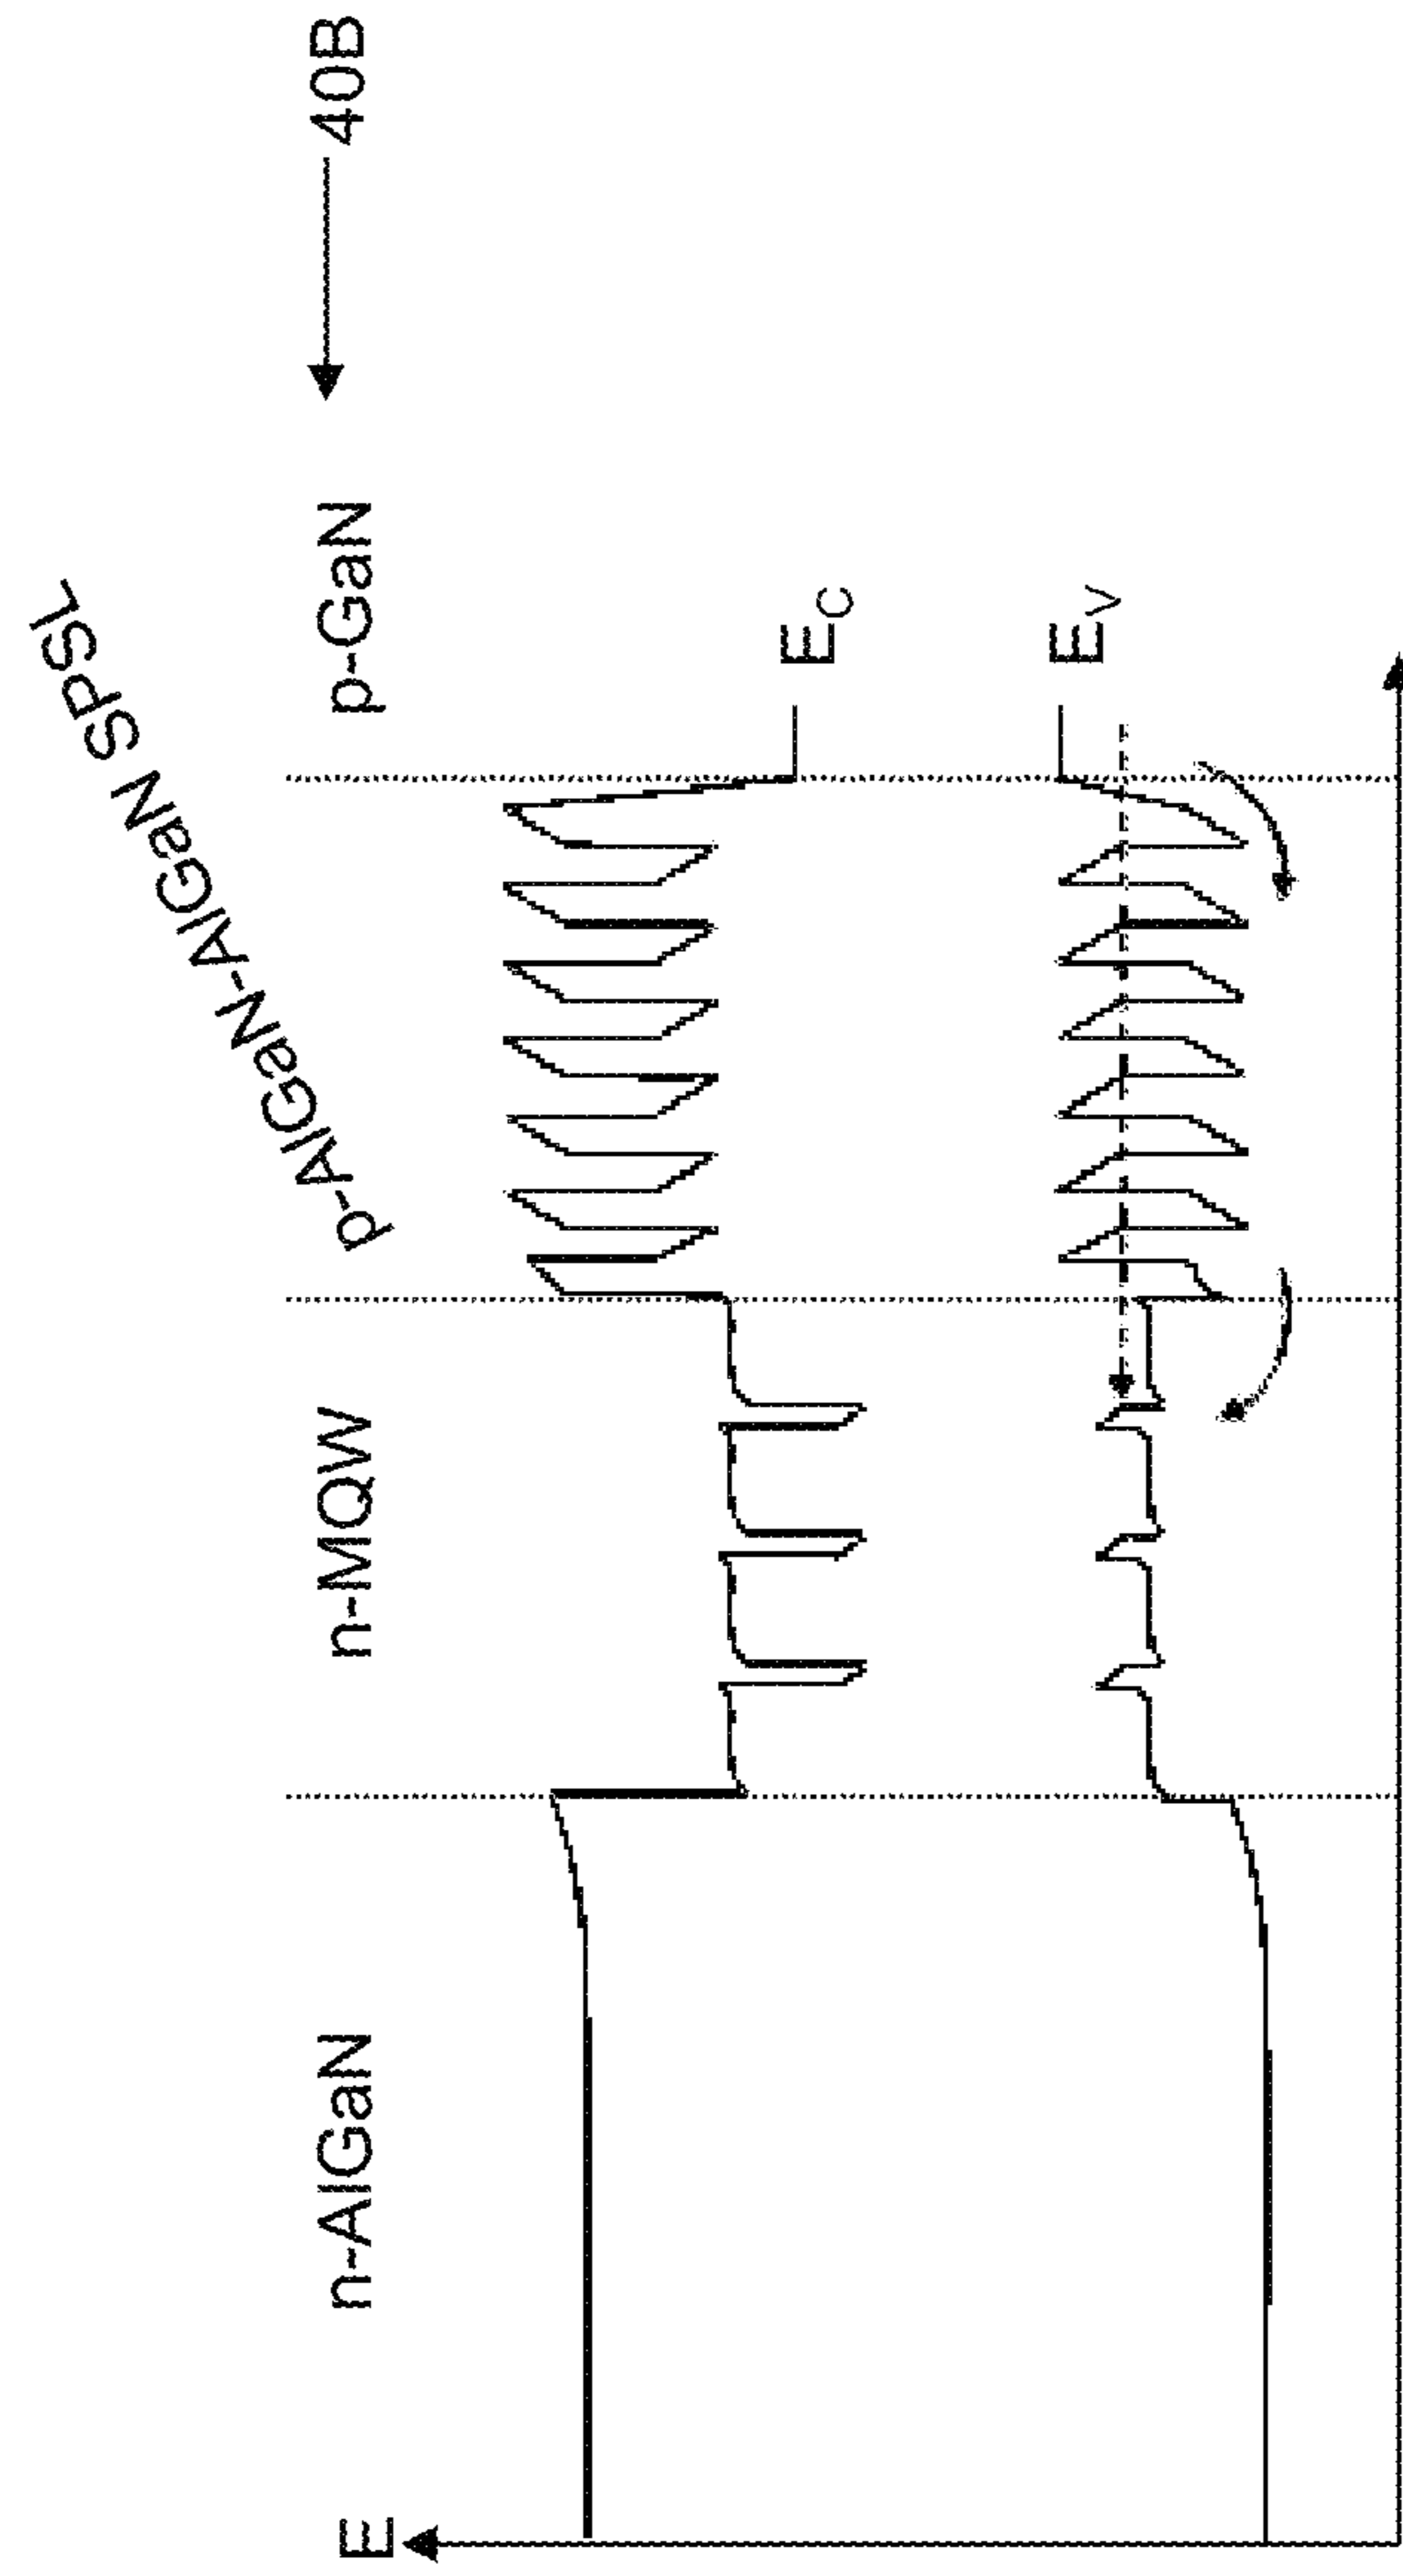 E
n-AlGaN
n-MQW
p-AlGaN-AlGaN SPSL
p-GaN
40B
E_C
E_V